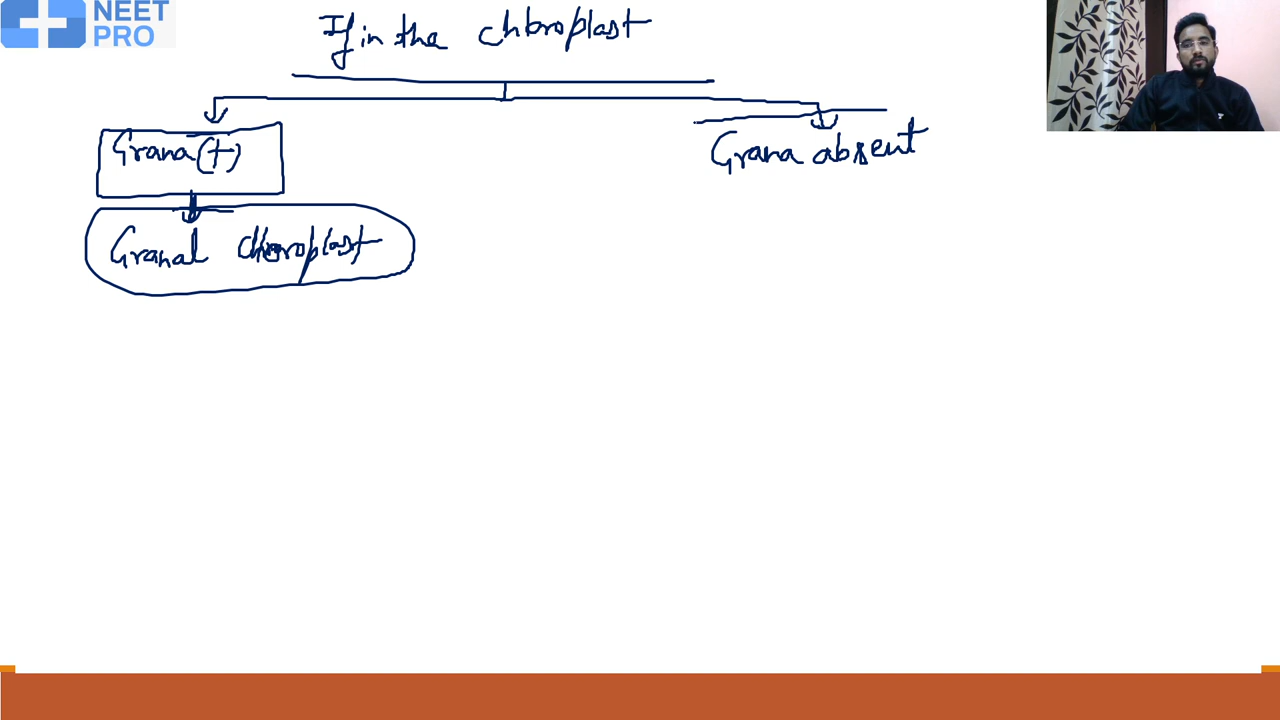 NEET
PRO
If in the chloroplast
Grana (+)
Grana absent
Granal chloroplast